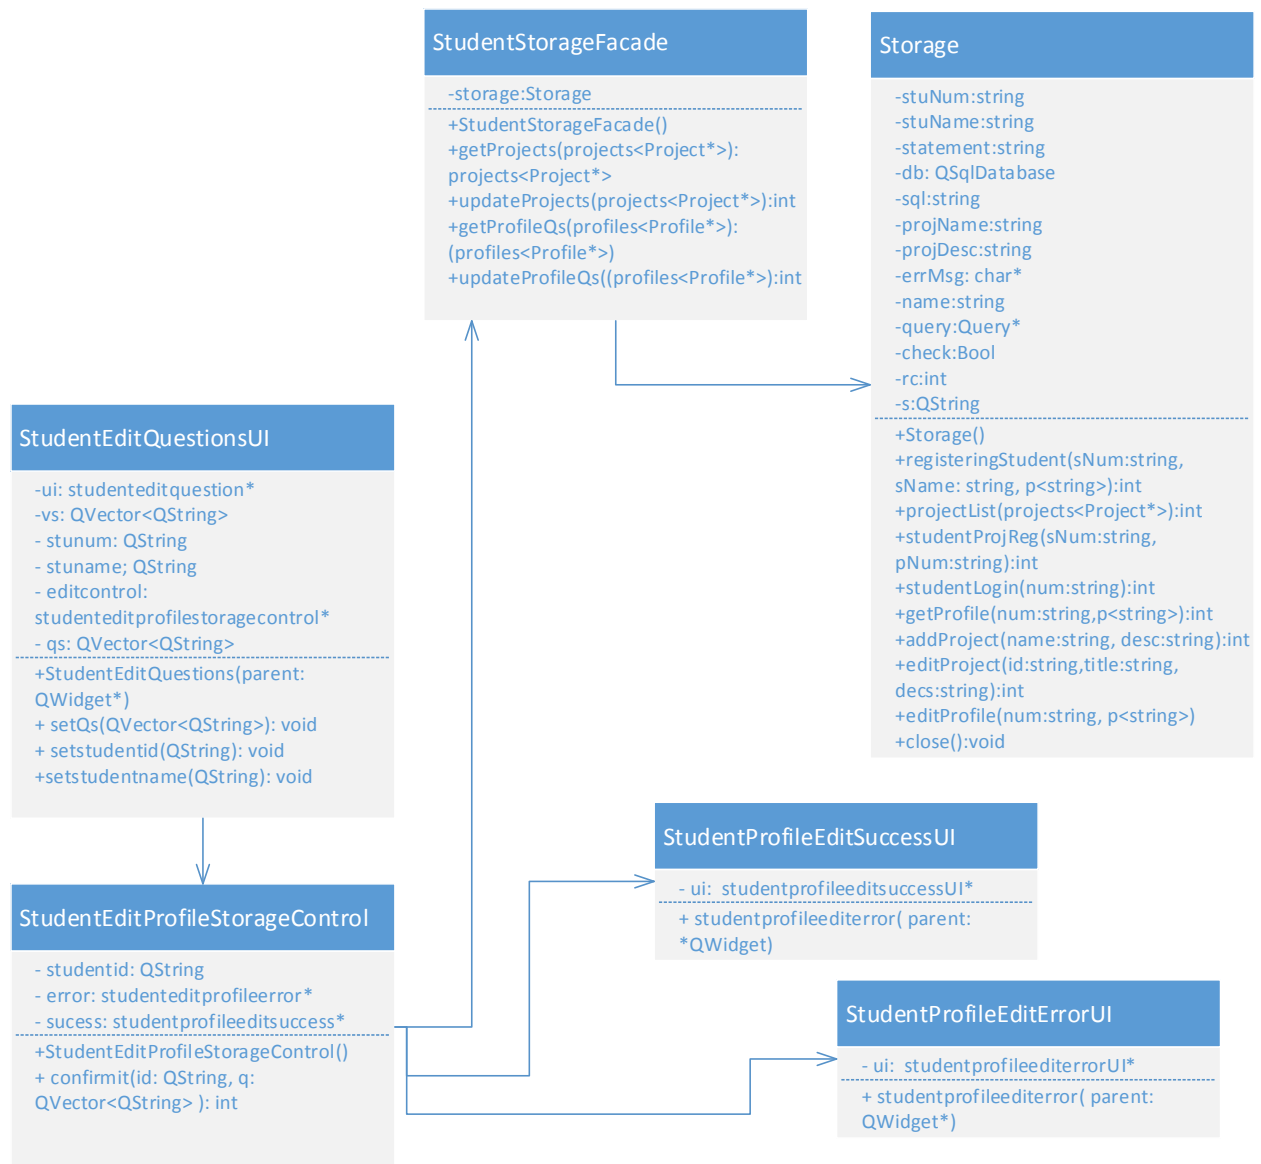 StudentStorageFacade
-storage:Storage
+StudentStorageFacade()
+getProjects(projects<Project*>):
projects<Project*>
+updateProjects(projects<Project*>):int
+getProfileQs(profiles<Profile*>):
(profiles<Profile*>)
+updateProfileQs((profiles<Profile*>):int
Storage
-stuNum:string
-stuName:string
-statement:string
-db: QSqlDatabase
-sql:string
-projName:string
-projDesc:string
-errMsg: char*
-name:string
-query:Query*
-check:Bool
-rc:int
-s:QString
+Storage()
+registeringStudent(sNum:string,
sName: string, p<string>):int
+projectList(projects<Project*>):int
+studentProjReg(sNum:string,
pNum:string):int
+studentLogin(num:string):int
+getProfile(num:string,p<string>):int
+addProject(name:string, desc:string):int
+editProject(id:string,title:string,
decs:string):int
+editProfile(num:string, p<string>)
+close():void
StudentEditQuestionsUI
-ui: studenteditquestion*
-vs: QVector<QString>
- stunum: QString
- stuname; QString
- editcontrol:
studenteditprofilestoragecontrol*
- qs: QVector<QString>
+StudentEditQuestions(parent:
QWidget*)
+ setQs(QVector<QString>): void
+ setstudentid(QString): void
+setstudentname(QString): void
StudentEditProfileStorageControl
- studentid: QString
- error: studenteditprofileerror*
- sucess: studentprofileeditsuccess*
+StudentEditProfileStorageControl()
+ confirmit(id: QString, q:
QVector<QString> ): int
StudentProfileEditSuccessUI
- ui:  studentprofileeditsuccessUI*
+ studentprofileediterror( parent:
*QWidget)
StudentProfileEditErrorUI
- ui:  studentprofileediterrorUI*
+ studentprofileediterror( parent:
QWidget*)